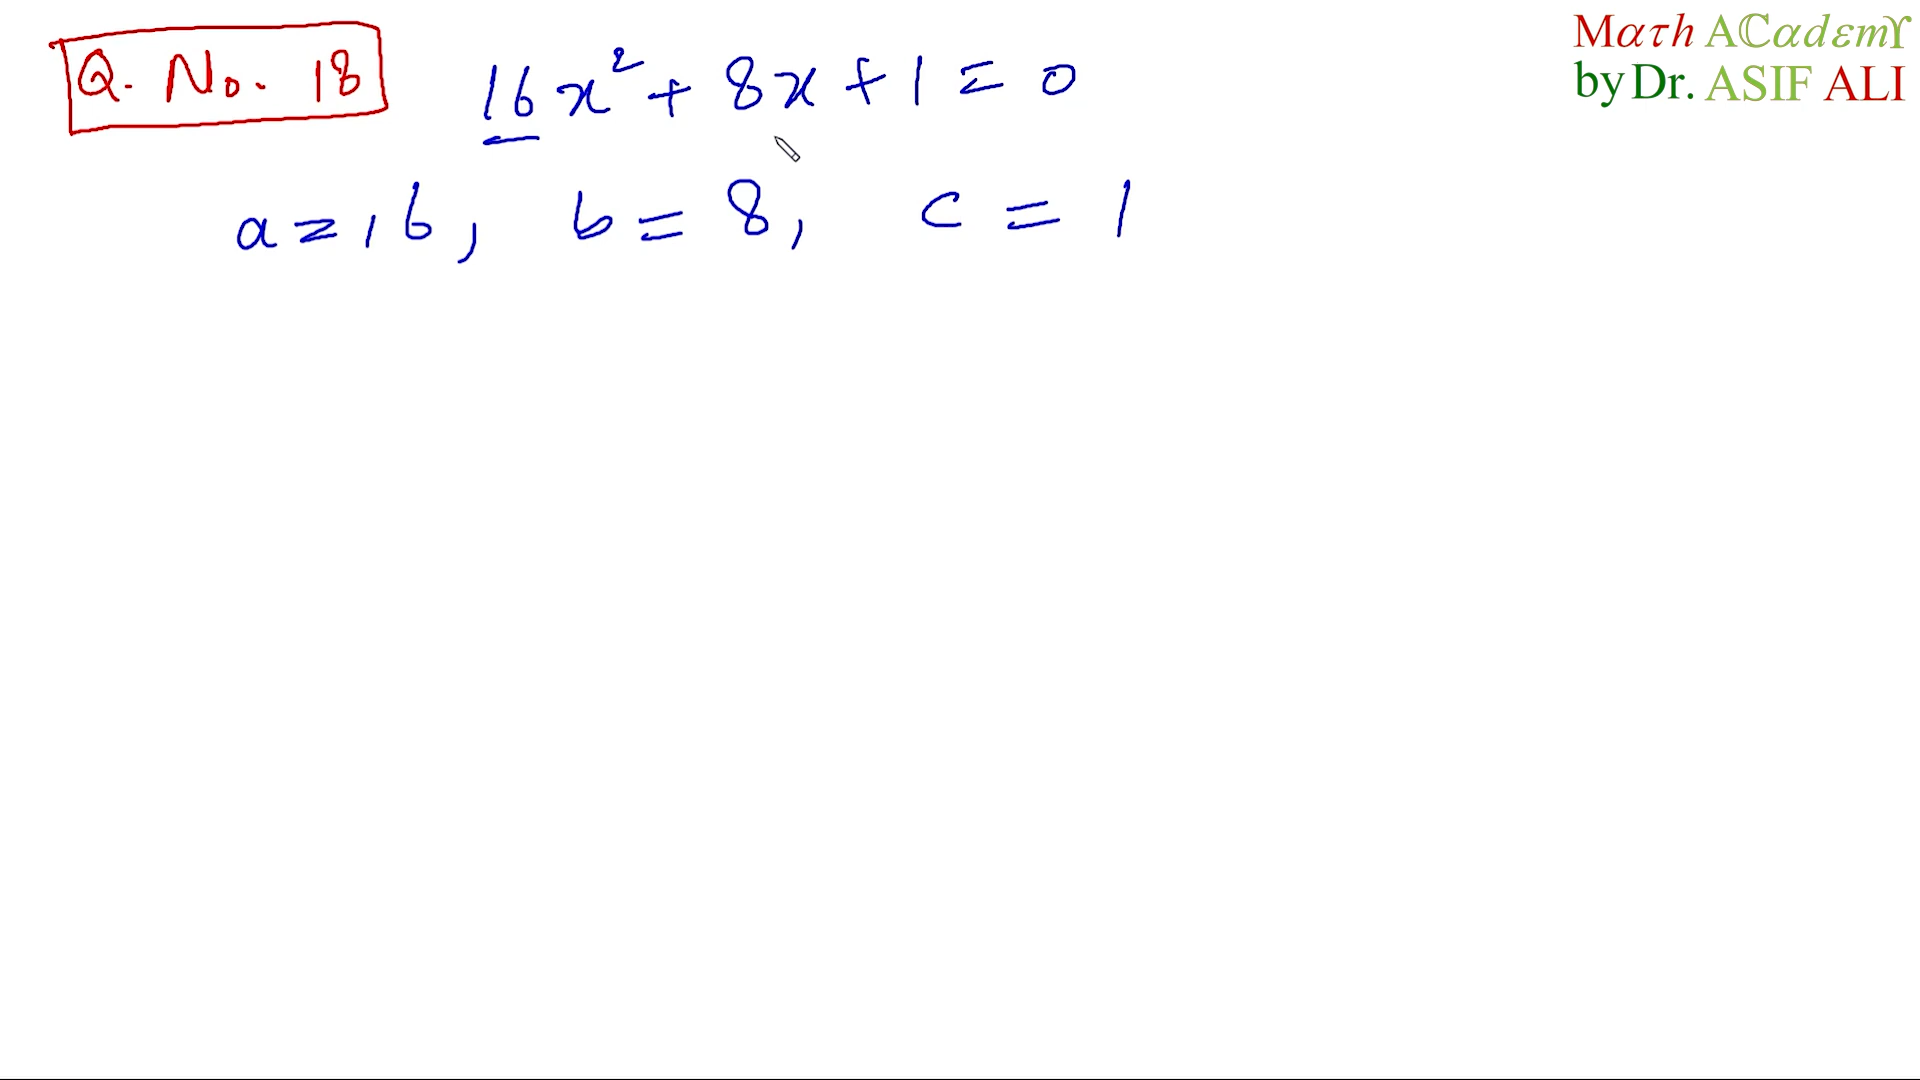 Q. No. 18
16x² + 8x + 1 = 0
a = 16, b = 8, c = 1
Mατh Aℂαdεmϒ
by Dr. ASIF ALI